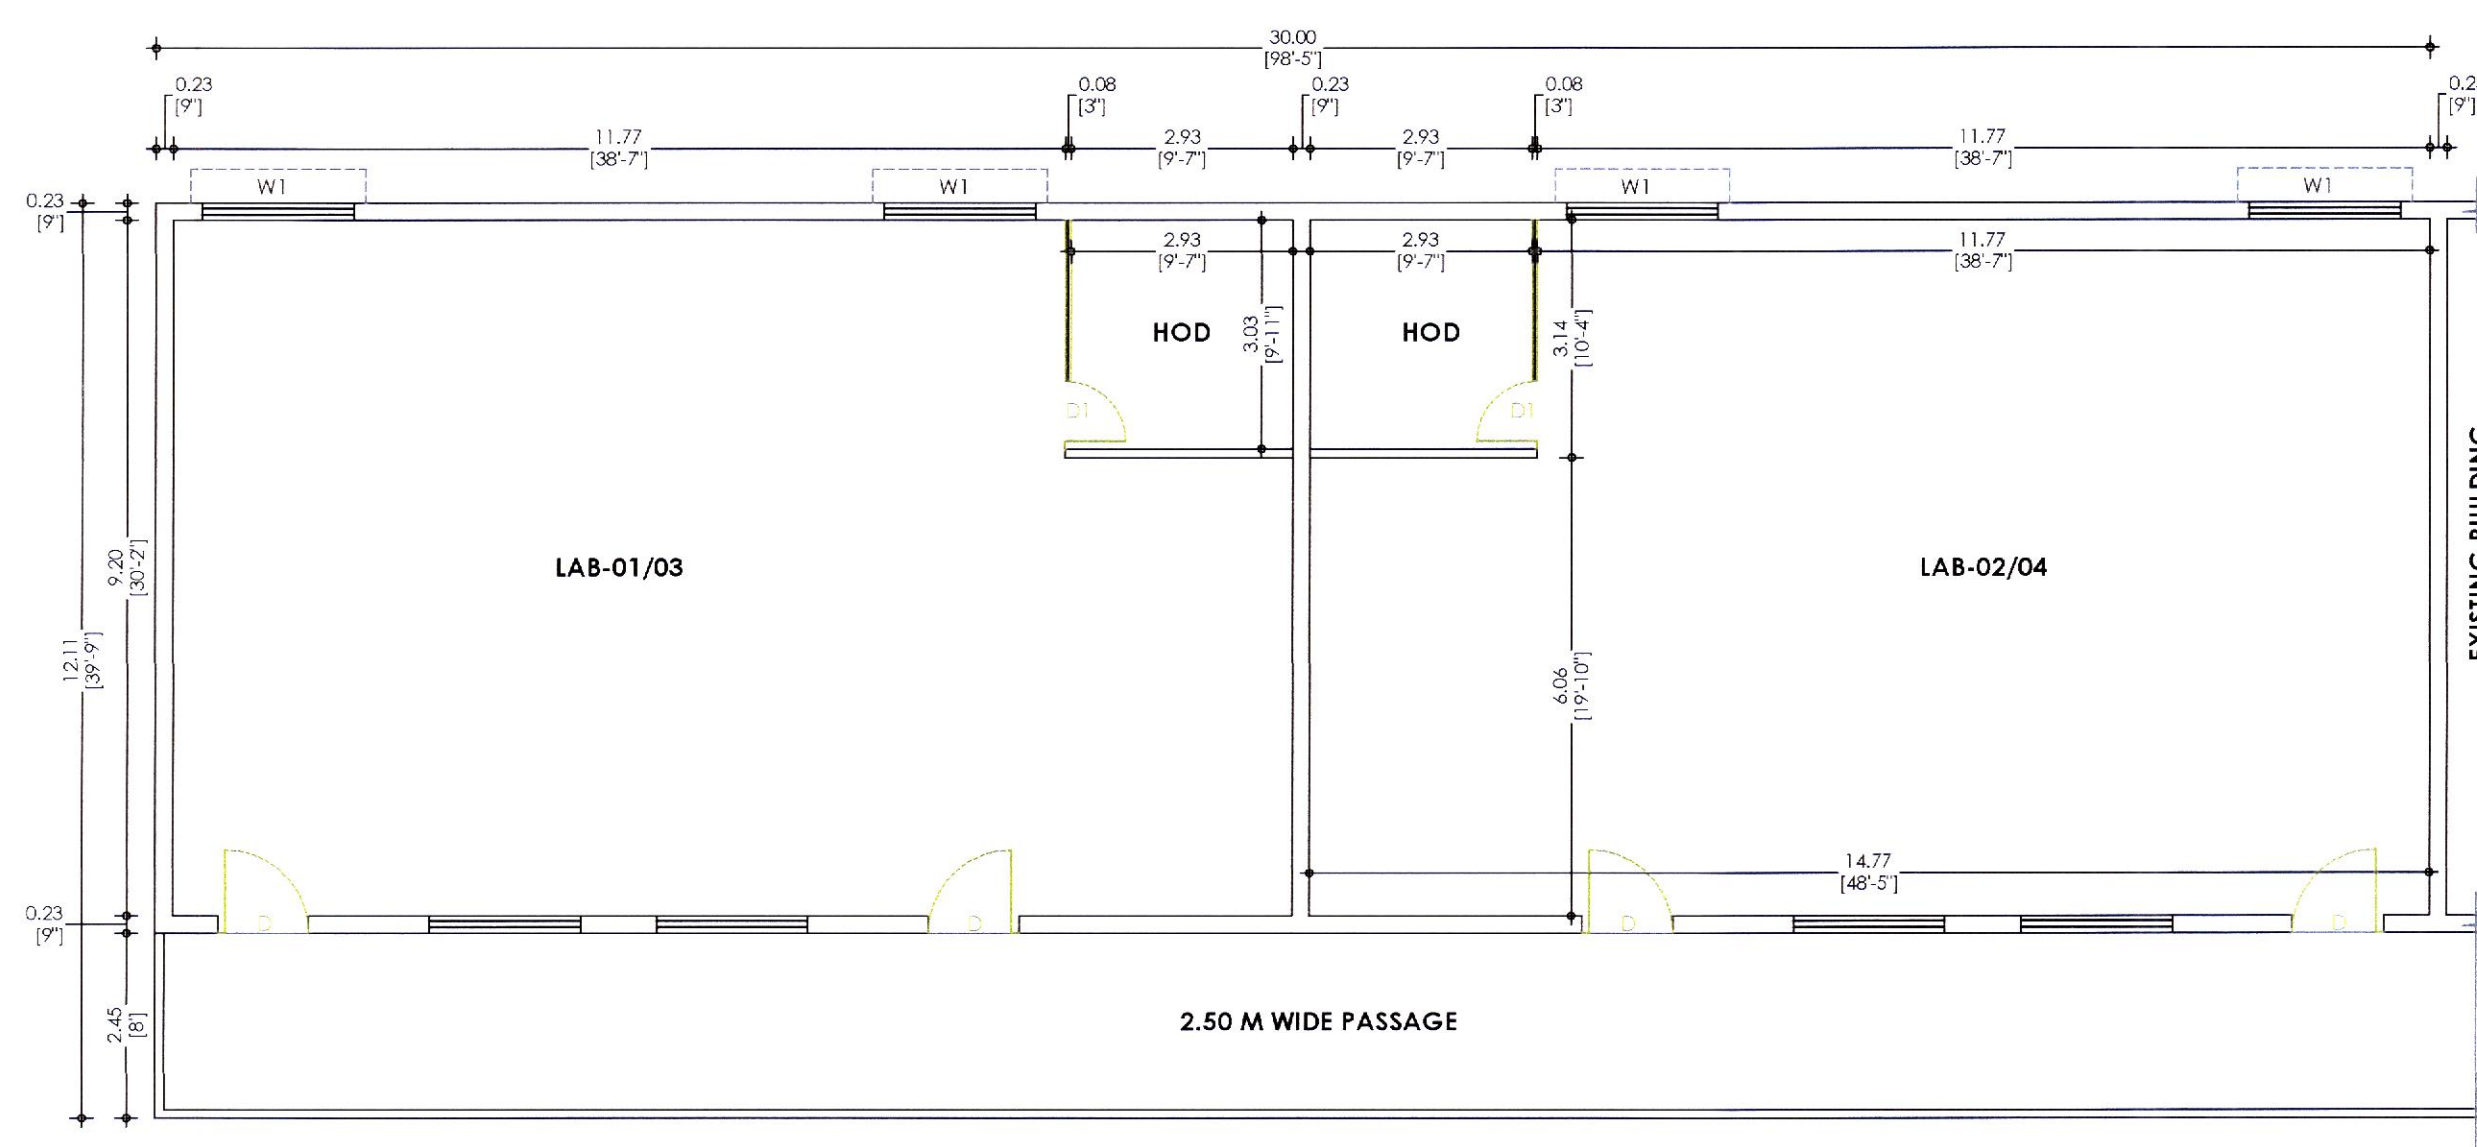 30.00
[98'-5"]
0.23
[9"]
0.08
[3"]
0.23
[9"]
0.08
[3"]
[9"]
11.77
[38'-7"]
2.93
[9'-7"]
2.93
[9'-7"]
11.77
[38'-7"]
W1
W1
W1
W1
0.23
[9"]
2.93
[9'-7"]
2.93
[9'-7"]
11.77
[38'-7"]
HOD
3.03
[9'-11"]
HOD
3.14
[10'-4"]
D1
D1
LAB-01/03
LAB-02/04
9.20
[30'-2"]
12.11
[39'-9"]
6.06
[19'-10"]
14.77
[48'-5"]
0.23
[9"]
D
D
D
D
2.45
[8']
2.50 M WIDE PASSAGE
EXISTING BUILDING